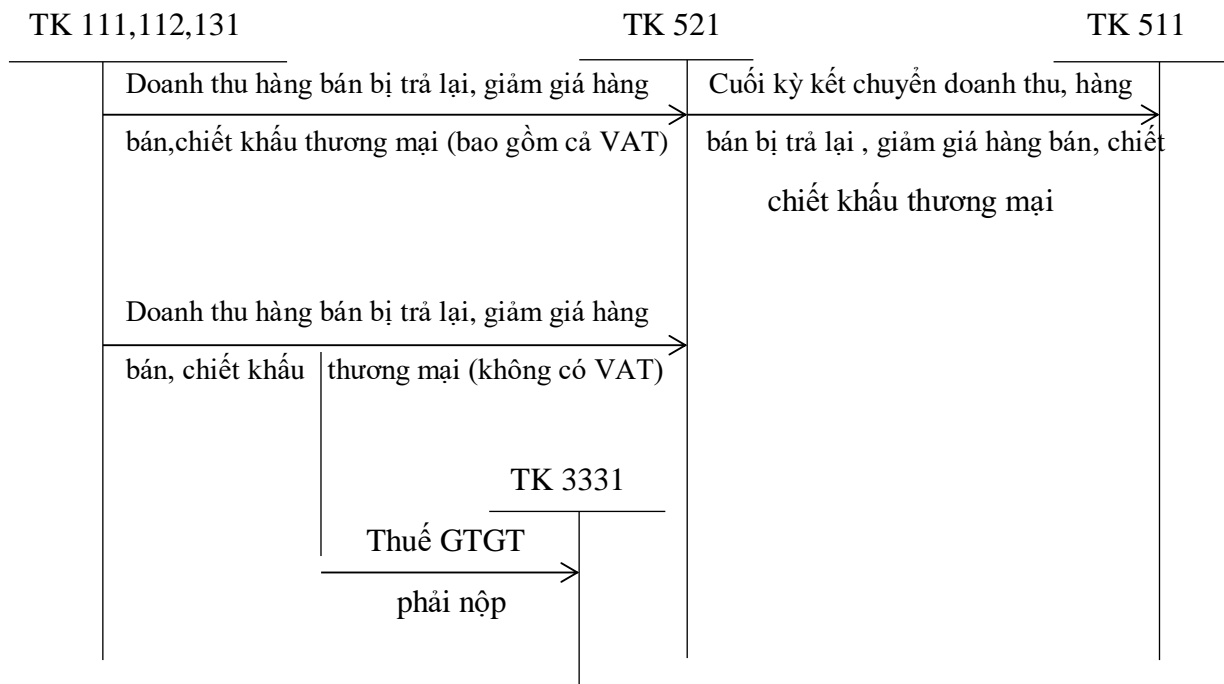 TK 111,112,131
TK 521
TK 511
Doanh thu hàng bán bị trả lại, giảm giá hàng
bán,chiết khấu thương mại (bao gồm cả VAT)
Cuối kỳ kết chuyển doanh thu, hàng
bán bị trả lại , giảm giá hàng bán, chiết
chiết khấu thương mại
Doanh thu hàng bán bị trả lại, giảm giá hàng
bán, chiết khấu thương mại (không có VAT)
TK 3331
Thuế GTGT
phải nộp